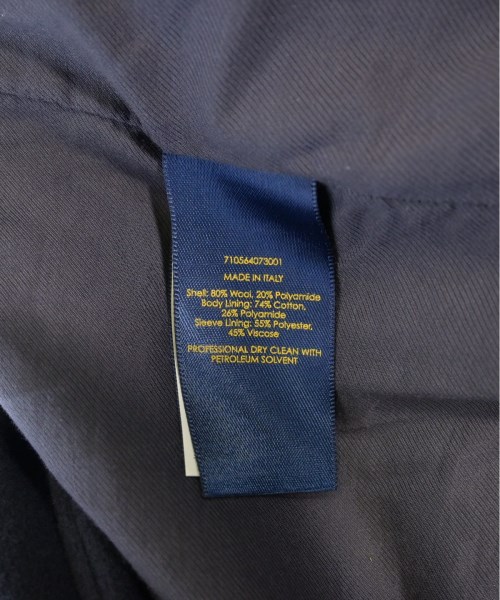 710564073001
MADE IN ITALY
Shell: 80% Wool, 20% Polyamide
Body Lining: 74% Cotton,
26% Polyamide
Sleeve Lining: 55% Polyester,
45% Viscose
PROFESSIONAL DRY CLEAN WITH
PETROLEUM SOLVENT